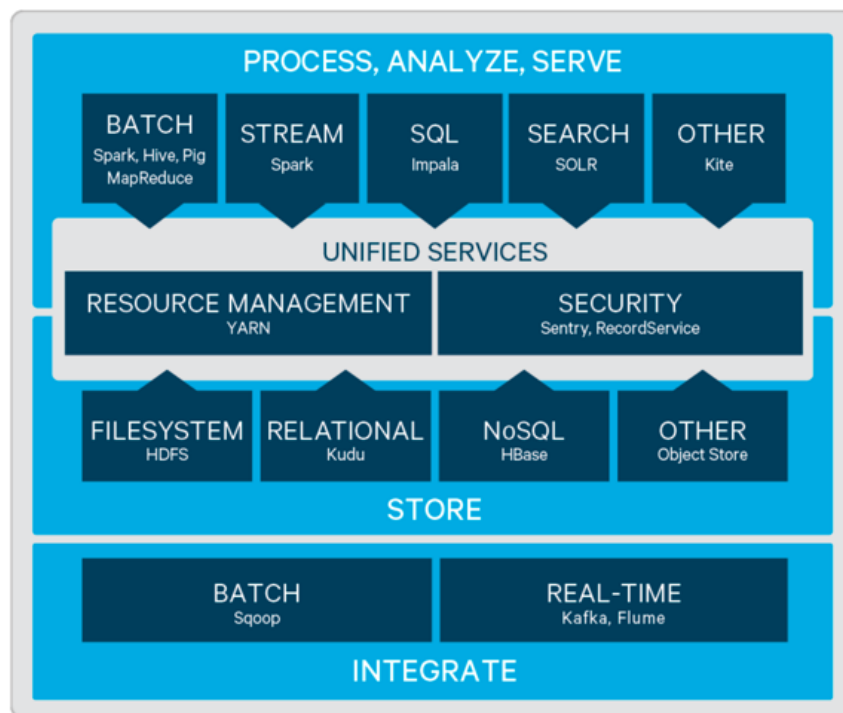 PROCESS, ANALYZE, SERVE
BATCH
Spark, Hive, Pig
MapReduce
STREAM
Spark
SQL
Impala
SEARCH
SOLR
OTHER
Kite
UNIFIED SERVICES
RESOURCE MANAGEMENT
YARN
SECURITY
Sentry, RecordService
FILESYSTEM
HDFS
RELATIONAL
Kudu
NoSQL
HBase
OTHER
Object Store
STORE
BATCH
Sqoop
REAL-TIME
Kafka, Flume
INTEGRATE